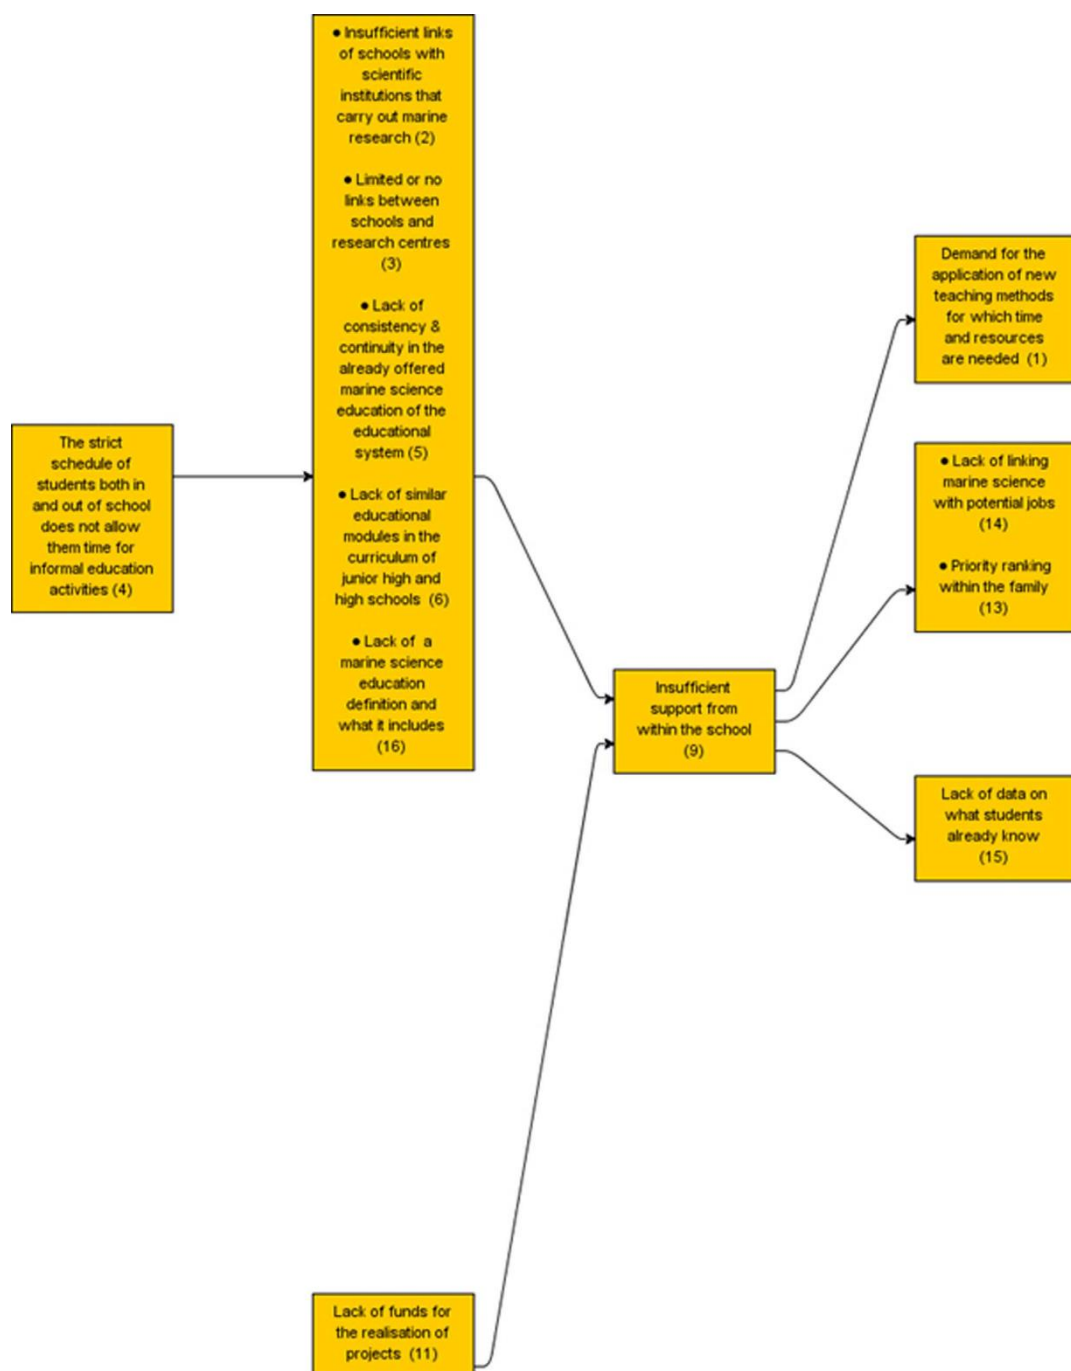 The strict
schedule of
students both in
and out of school
does not allow
them time for
informal education
activities (4)
● Insufficient links
of schools with
scientific
institutions that
carry out marine
research (2)
● Limited or no
links between
schools and
research centres
(3)
● Lack of
consistency &
continuity in the
already offered
marine science
education of the
educational
system (5)
● Lack of similar
educational
modules in the
curriculum of
junior high and
high schools (6)
● Lack of a
marine science
education
definition and
what it includes
(16)
Lack of funds for
the realisation of
projects (11)
Insufficient
support from
within the school
(9)
Demand for the
application of new
teaching methods
for which time
and resources
are needed (1)
● Lack of linking
marine science
with potential jobs
(14)
● Priority ranking
within the family
(13)
Lack of data on
what students
already know
(15)